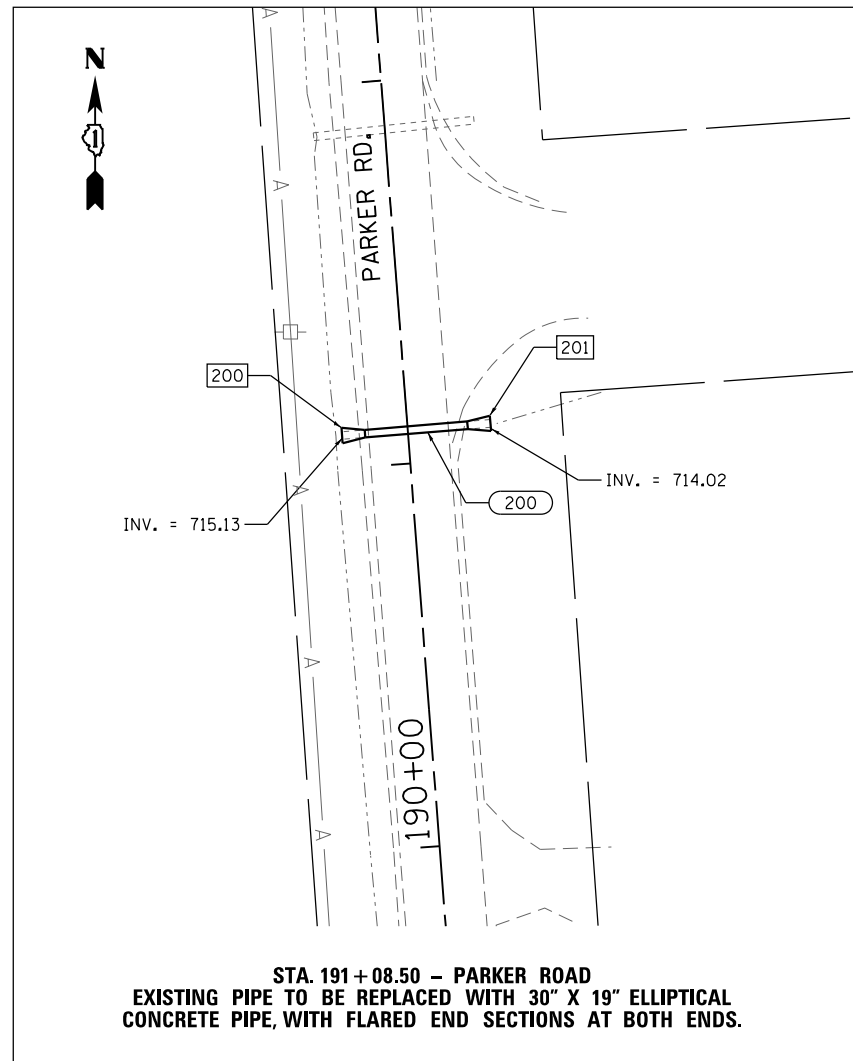 N
1
A
A
A
A
A
PARKER RD.
200
201
INV. = 714.02
200
INV. = 715.13
190+00
STA. 191+08.50 – PARKER ROAD
EXISTING PIPE TO BE REPLACED WITH 30" X 19" ELLIPTICAL
CONCRETE PIPE, WITH FLARED END SECTIONS AT BOTH ENDS.